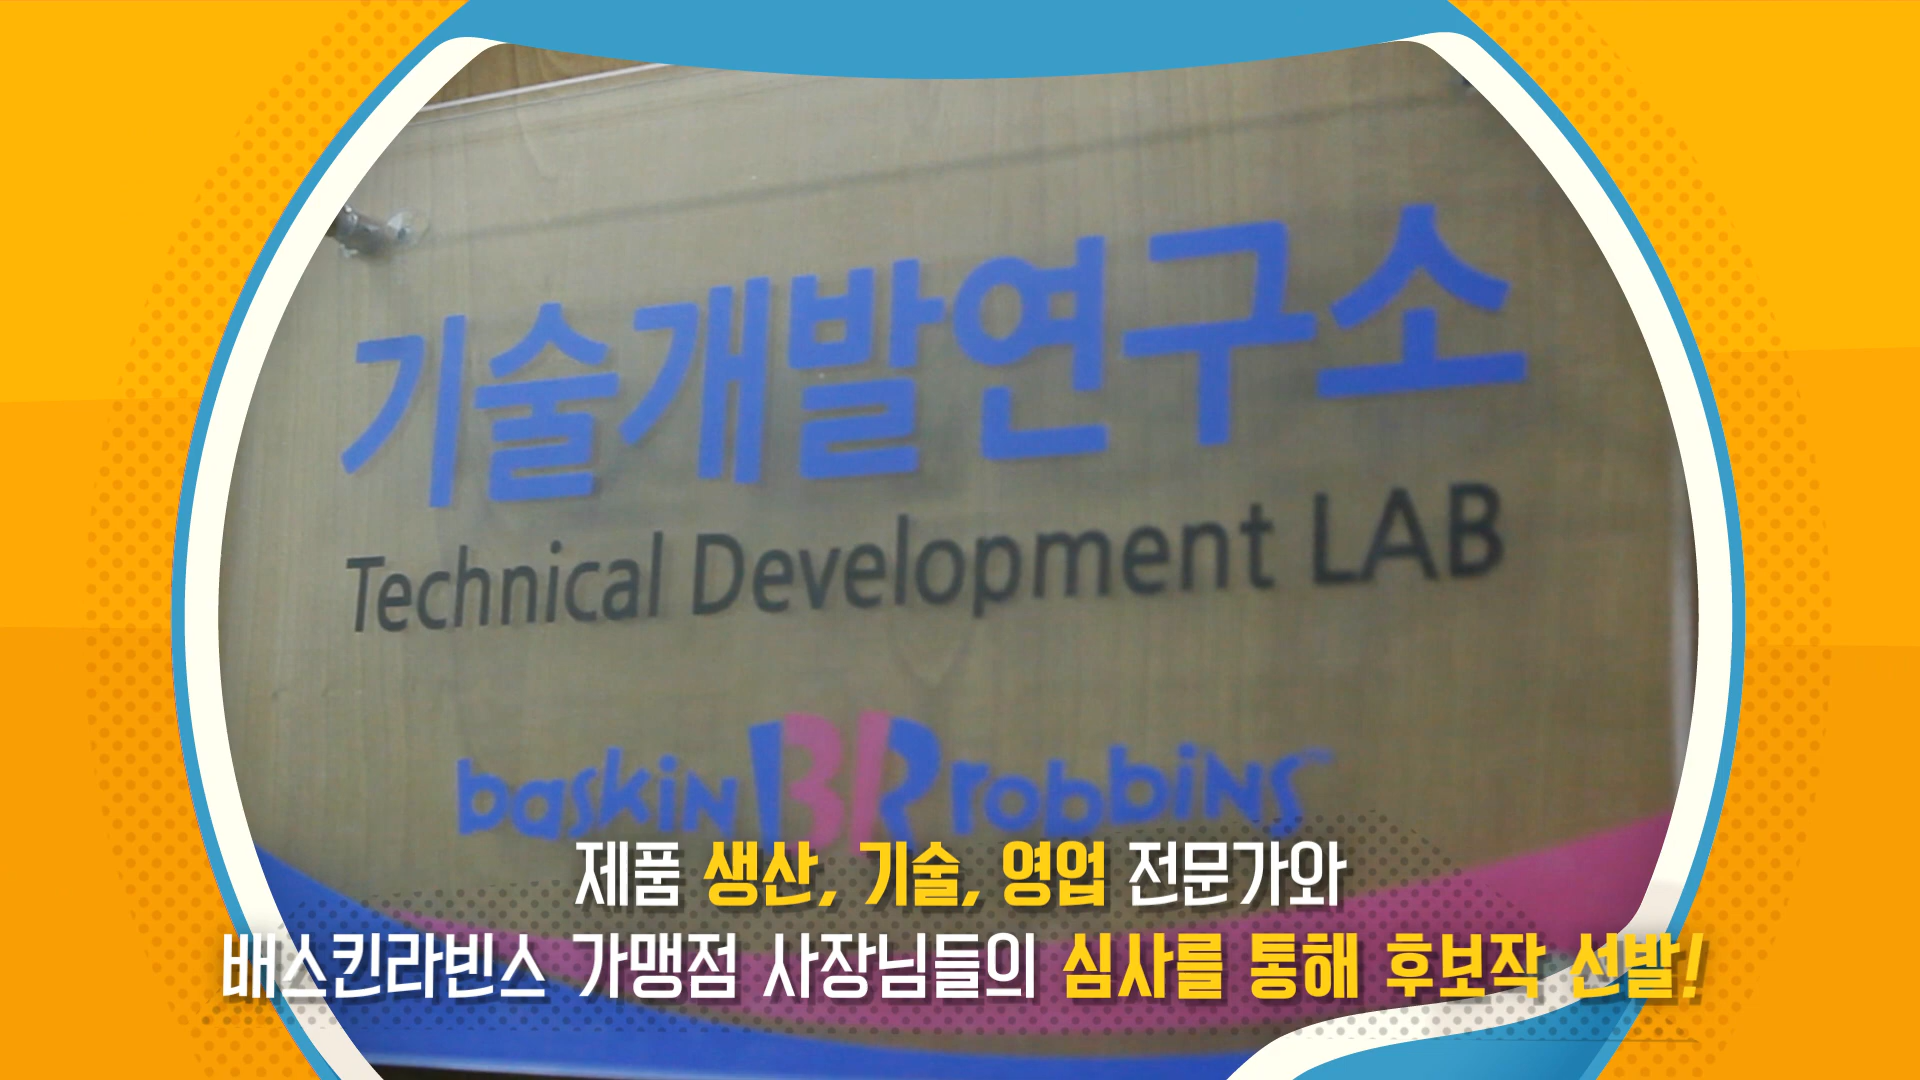 기술개발연구소
Technical Development LAB
baskin BR robbins™
제품 생산, 기술, 영업 전문가와
배스킨라빈스 가맹점 사장님들의 심사를 통해 후보작 선발!